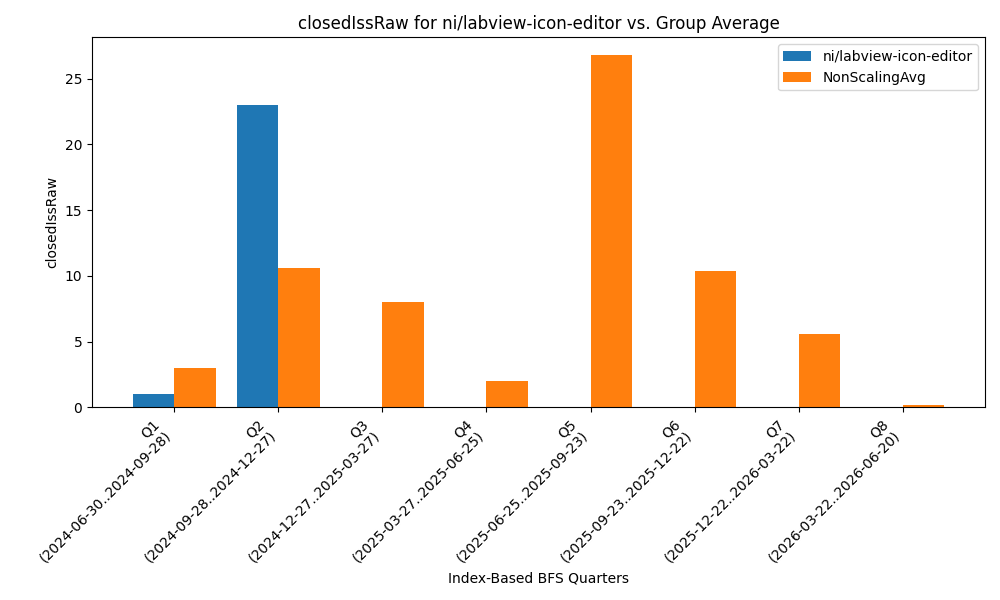 closedIssRaw for ni/labview-icon-editor vs. Group Average
ni/labview-icon-editor
NonScalingAvg
closedIssRaw
25
20
15
10
5
0
Q1
(2024-06-30..2024-09-28)
Q2
(2024-09-28..2024-12-27)
Q3
(2024-12-27..2025-03-27)
Q4
(2025-03-27..2025-06-25)
Q5
(2025-06-25..2025-09-23)
Q6
(2025-09-23..2025-12-22)
Q7
(2025-12-22..2026-03-22)
Q8
(2026-03-22..2026-06-20)
Index-Based BFS Quarters